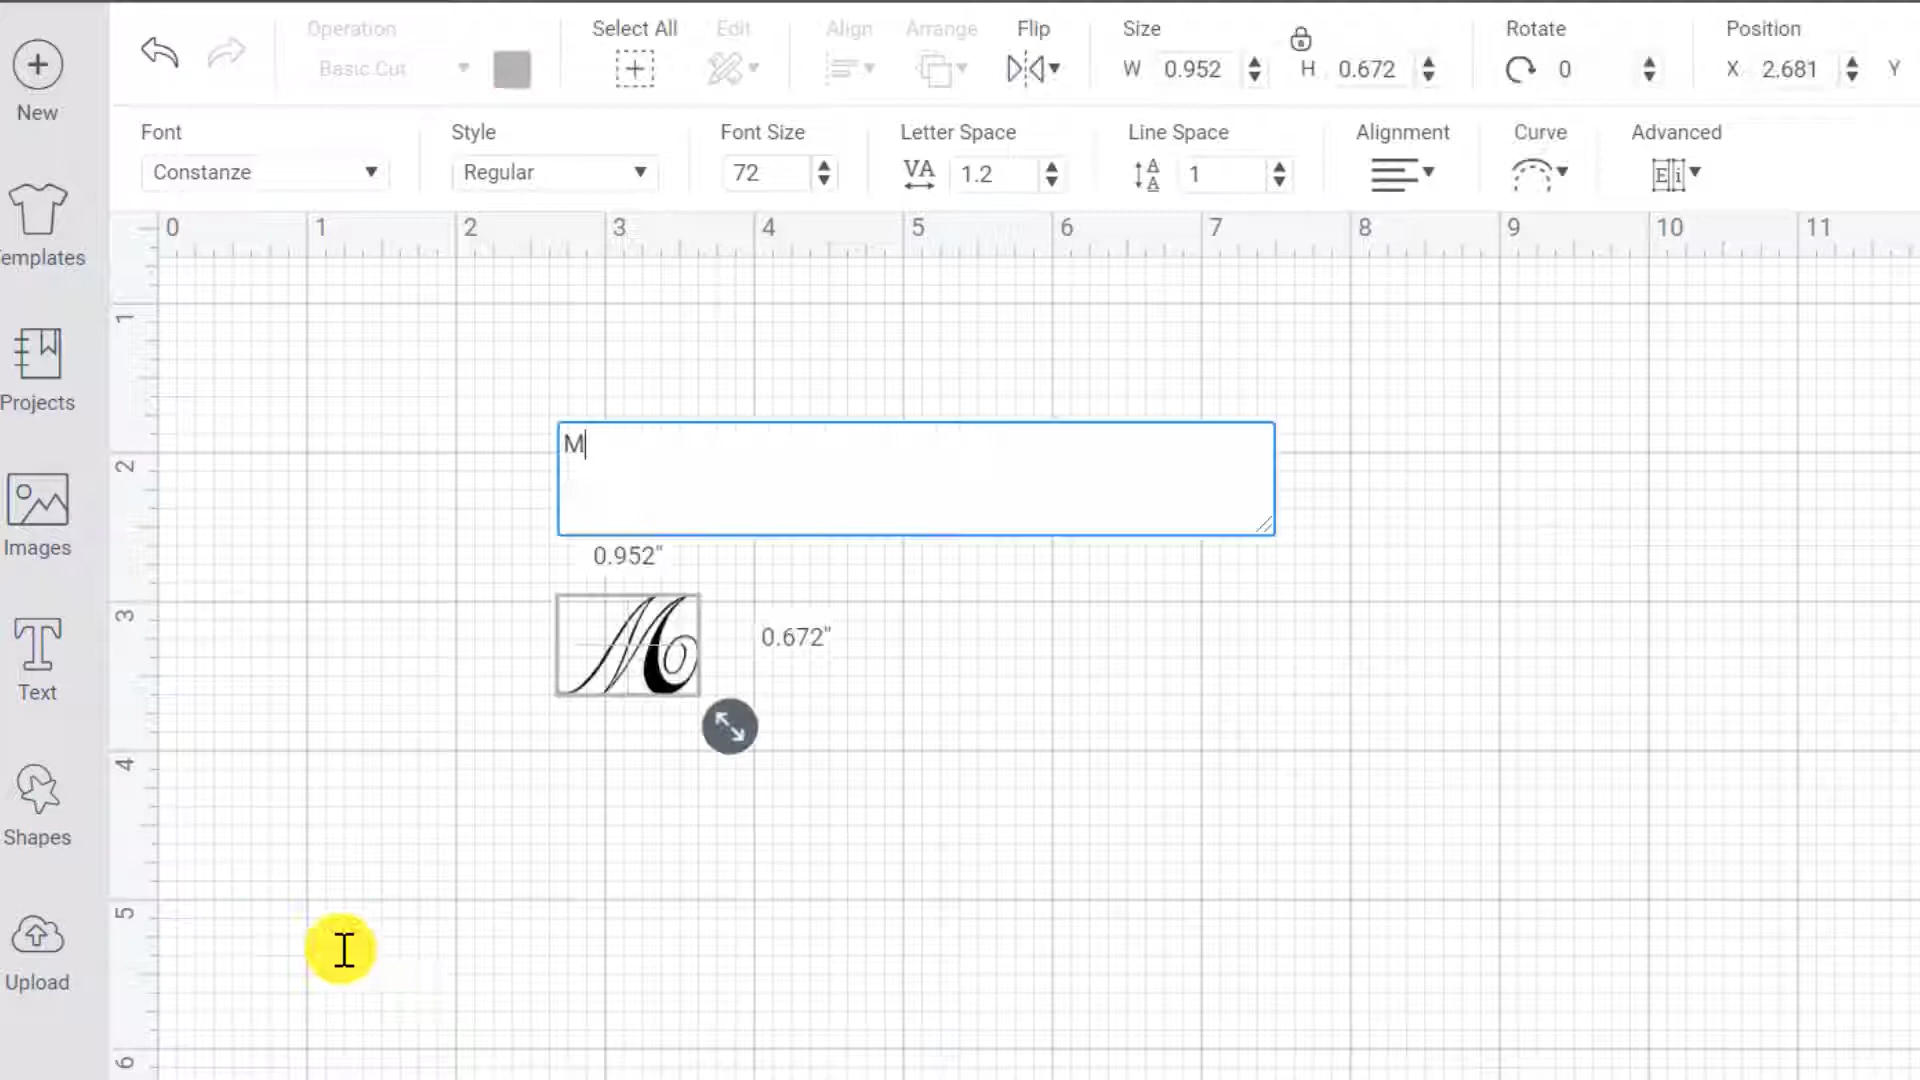 Operation Select All Edit Align Arrange Flip Size Rotate Position
Basic Cut W 0.952 H 0.672 0 X 2.681 Y
New
Font Style Font Size Letter Space Line Space Alignment Curve Advanced
Constanze Regular 72 VA 1.2 A A 1 E i
0 1 2 3 4 5 6 7 8 9 10 11
emplates
1
Projects
M
2
Images
0.952"
3
M
0.672"
Text
4
Shapes
5
Upload
6